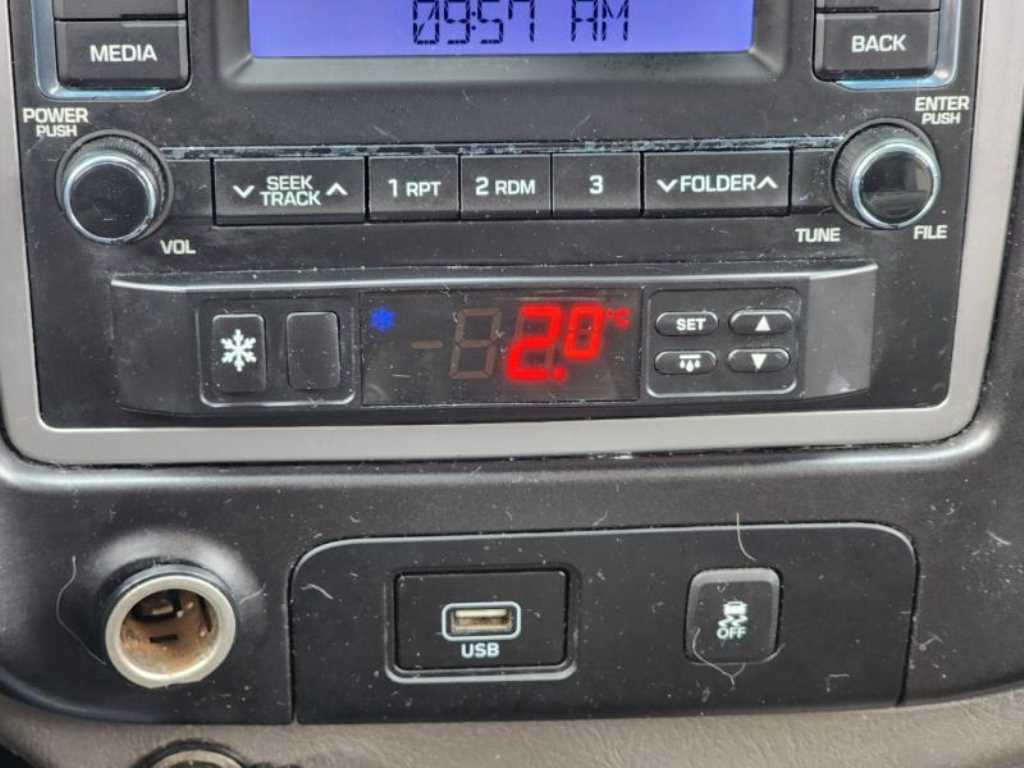 09:57 AM
MEDIA
BACK
POWER
PUSH
ENTER
PUSH
SEEK
TRACK
1 RPT
2 RDM
3
FOLDER
VOL
TUNE
FILE
2.0°C
SET
USB
OFF